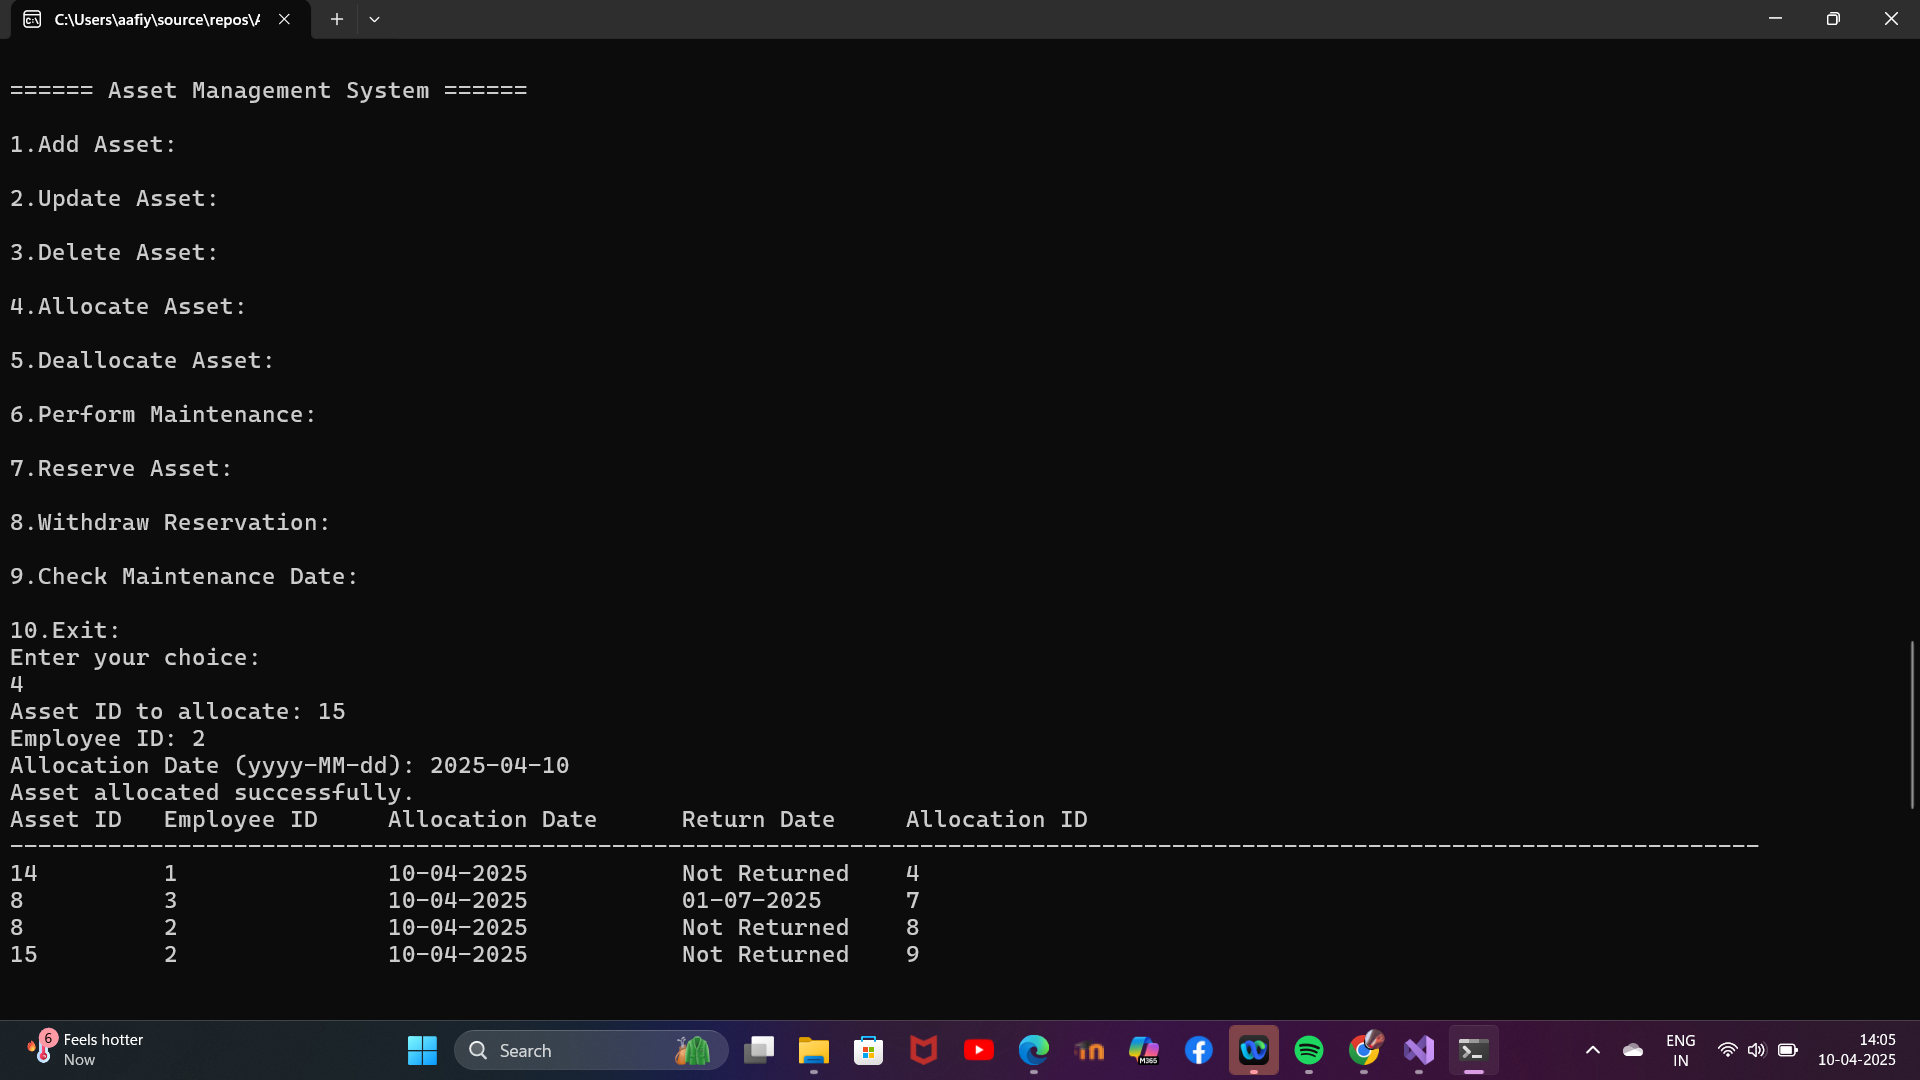 C:\Users\aafiy\source\repos\A
====== Asset Management System ======
1.Add Asset:
2.Update Asset:
3.Delete Asset:
4.Allocate Asset:
5.Deallocate Asset:
6.Perform Maintenance:
7.Reserve Asset:
8.Withdraw Reservation:
9.Check Maintenance Date:
10.Exit:
Enter your choice:
4
Asset ID to allocate: 15
Employee ID: 2
Allocation Date (yyyy-MM-dd): 2025-04-10
Asset allocated successfully.
Asset ID Employee ID Allocation Date Return Date Allocation ID
-----------------------------------------------------------------------------------------------------------------------------
14 1 10-04-2025 Not Returned 4
8 3 10-04-2025 01-07-2025 7
8 2 10-04-2025 Not Returned 8
15 2 10-04-2025 Not Returned 9
6 Feels hotter
Now
Search
M365
ENG
IN
14:05
10-04-2025